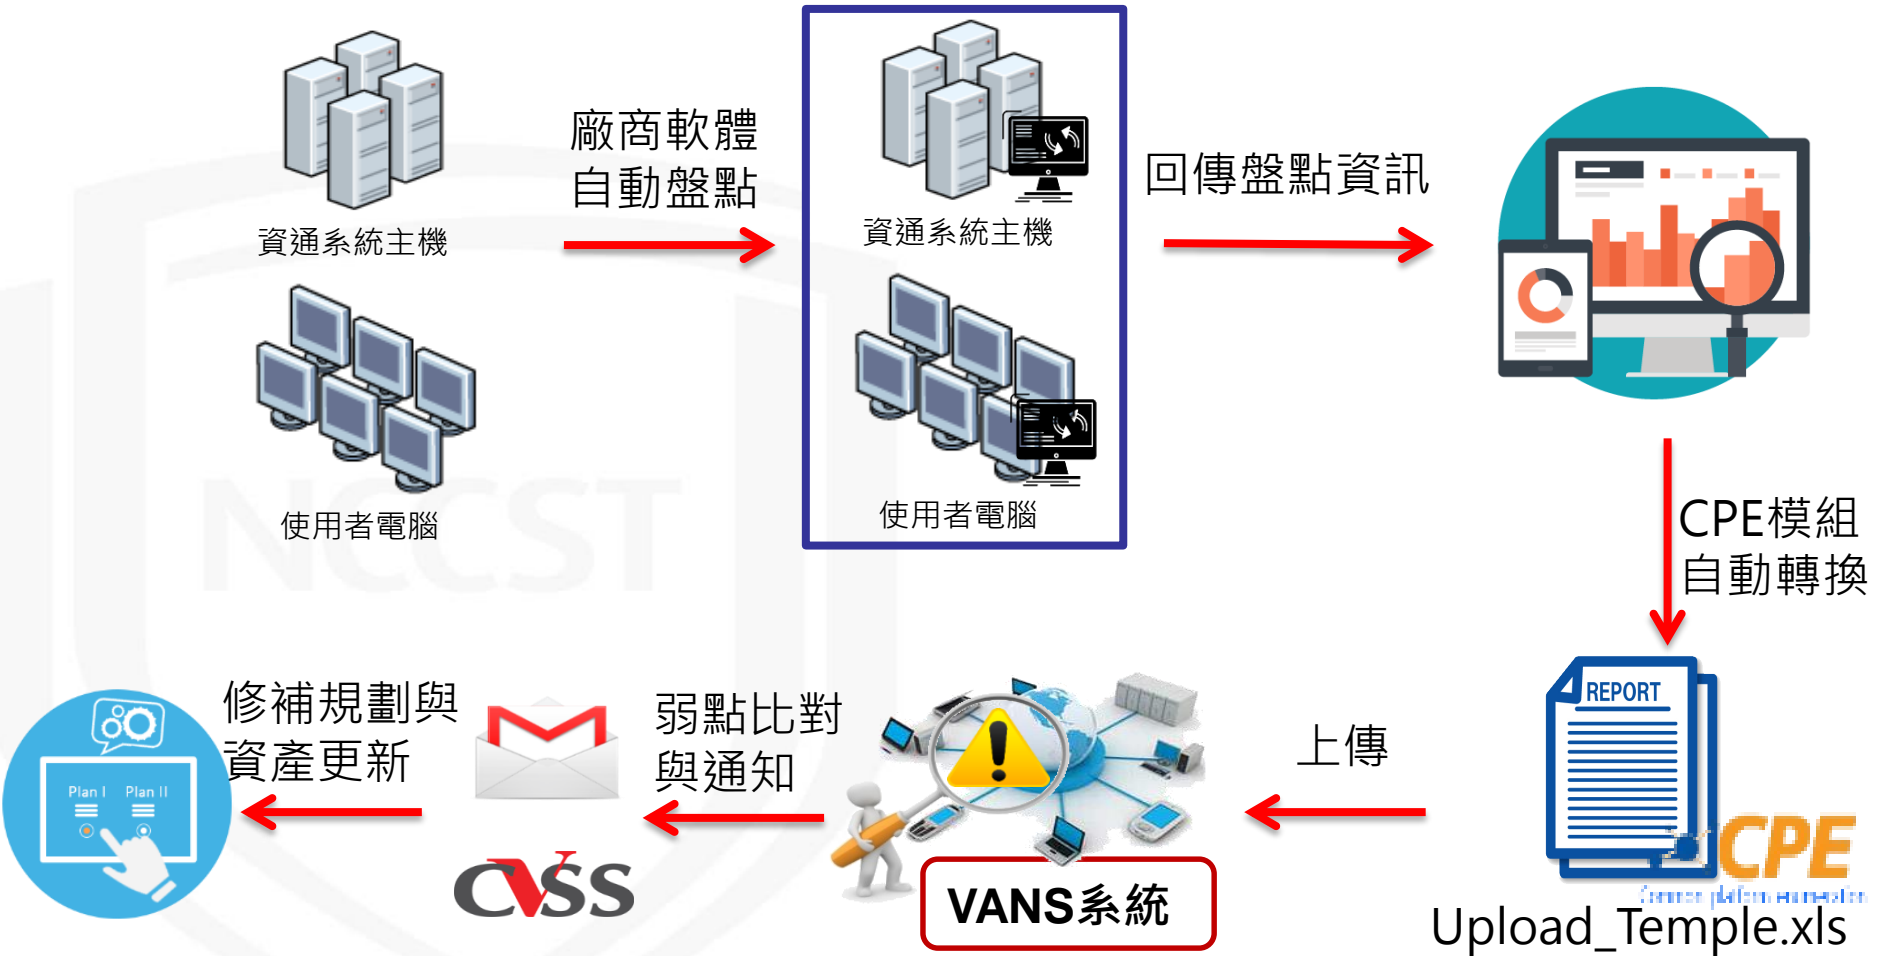 廠商軟體
自動盤點
資通系統主機
使用者電腦
資通系統主機
使用者電腦
回傳盤點資訊
CPE模組
自動轉換
REPORT
CPE
Upload_Temple.xls
上傳
VANS系統
弱點比對
與通知
CVSS
修補規劃與
資產更新
Plan I Plan II
NCCST